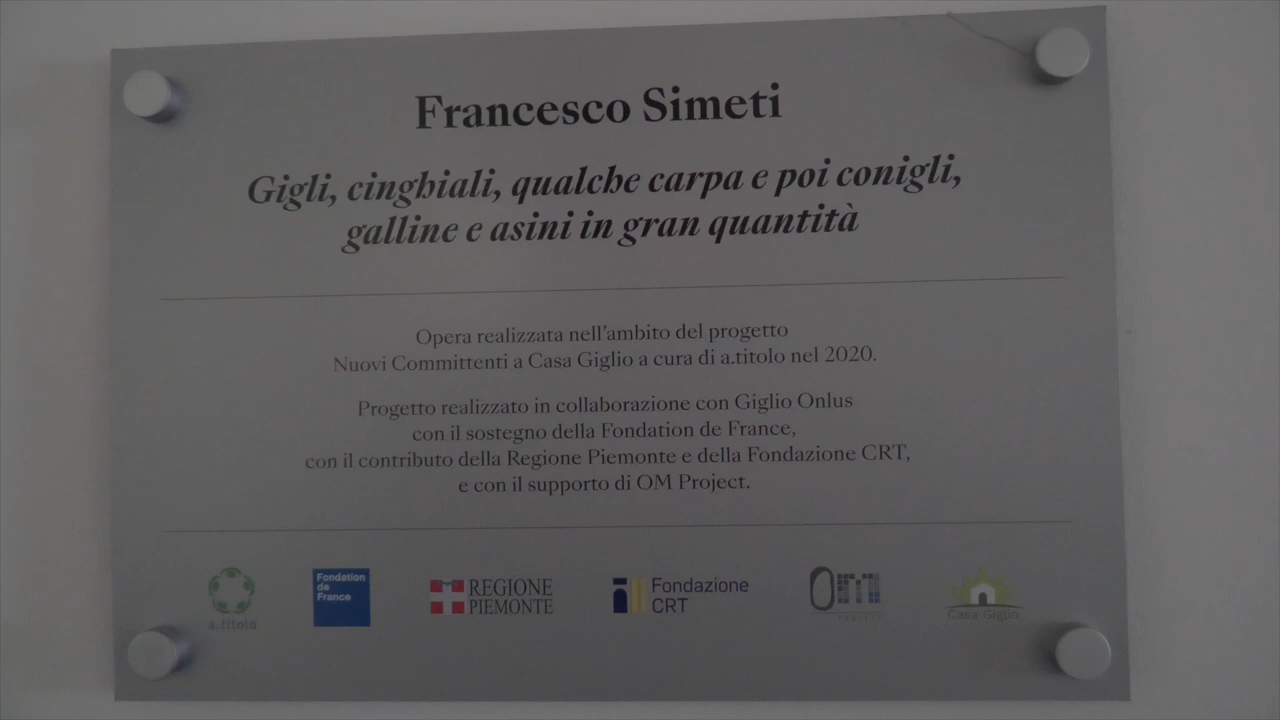 Francesco Simeti
Gigli, cinghiali, qualche carpa e poi conigli,
galline e asini in gran quantità
Opera realizzata nell'ambito del progetto
Nuovi Committenti a Casa Giglio a cura di a.titolo nel 2020.
Progetto realizzato in collaborazione con Giglio Onlus
con il sostegno della Fondation de France,
con il contributo della Regione Piemonte e della Fondazione CRT,
e con il supporto di OM Project.
a.titolo
Fondation
de
France
REGIONE
PIEMONTE
Fondazione
CRT
Om
PROJECT
Casa Giglio